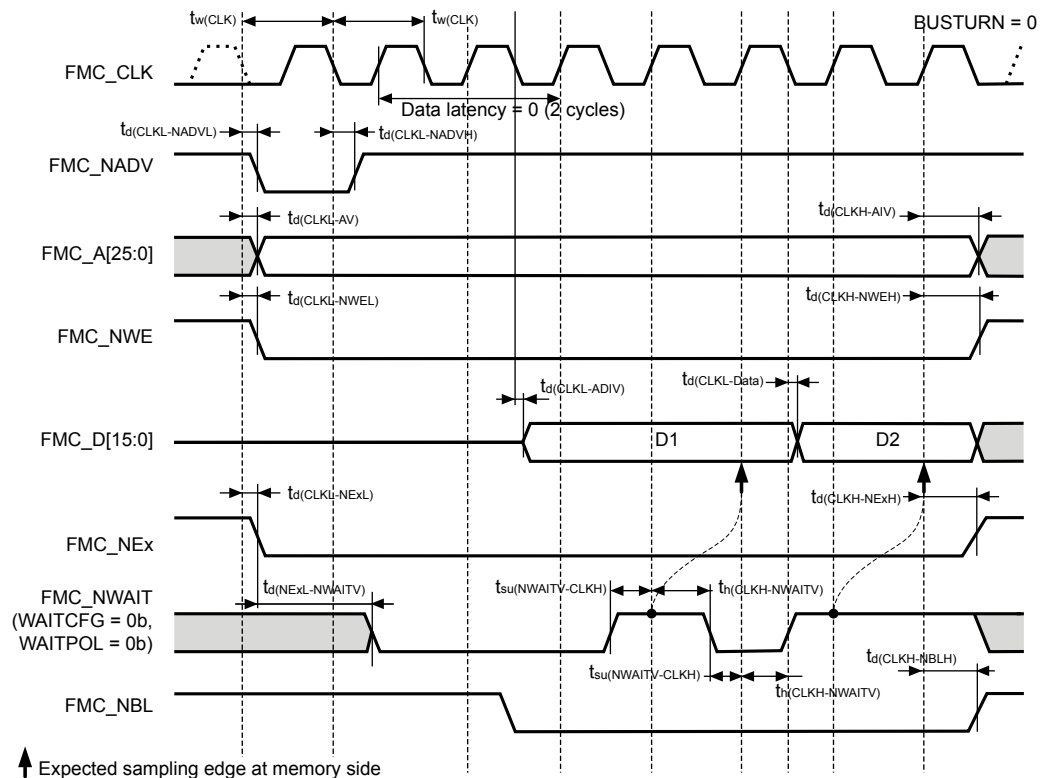 tw(CLK)
tw(CLK)
BUSTURN = 0
FMC_CLK
Data latency = 0 (2 cycles)
td(CLKL-NADVL)
td(CLKL-NADVH)
FMC_NADV
td(CLKL-AV)
td(CLKH-AIV)
FMC_A[25:0]
td(CLKL-NWEL)
td(CLKH-NWEH)
FMC_NWE
td(CLKL-ADIV)
td(CLKL-Data)
FMC_D[15:0]
D1
D2
td(CLKL-NExL)
td(CLKH-NExH)
FMC_NEx
td(NExL-NWAITV)
tsu(NWAITV-CLKH)
th(CLKH-NWAITV)
FMC_NWAIT
(WAITCFG = 0b,
WAITPOL = 0b)
td(CLKH-NBLH)
tsu(NWAITV-CLKH)
th(CLKH-NWAITV)
FMC_NBL
Expected sampling edge at memory side